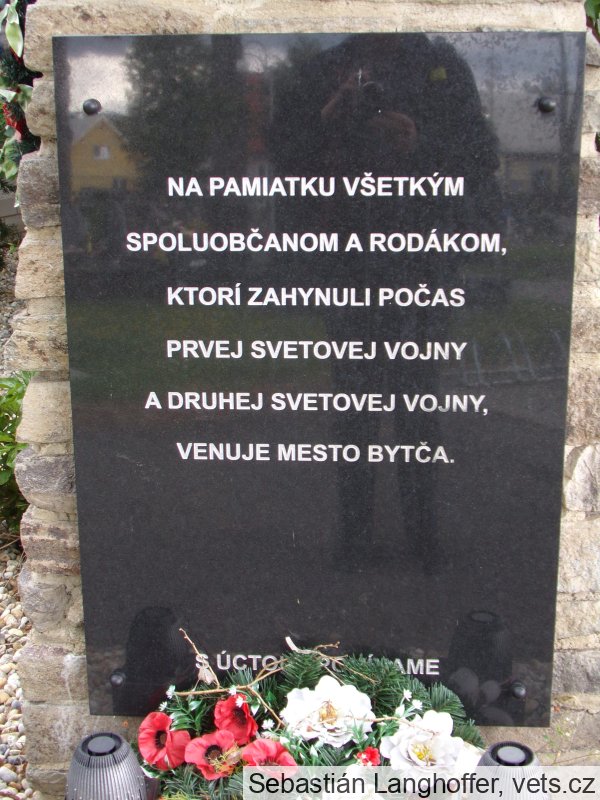 NA PAMIATKU VŠETKÝM
SPOLUOBČANOM A RODÁKOM,
KTORÍ ZAHYNULI POČAS
PRVEJ SVETOVEJ VOJNY
A DRUHEJ SVETOVEJ VOJNY,
VENUJE MESTO BYTČA.
S ÚCTOU
Sebastián Langhoffer, vets.cz